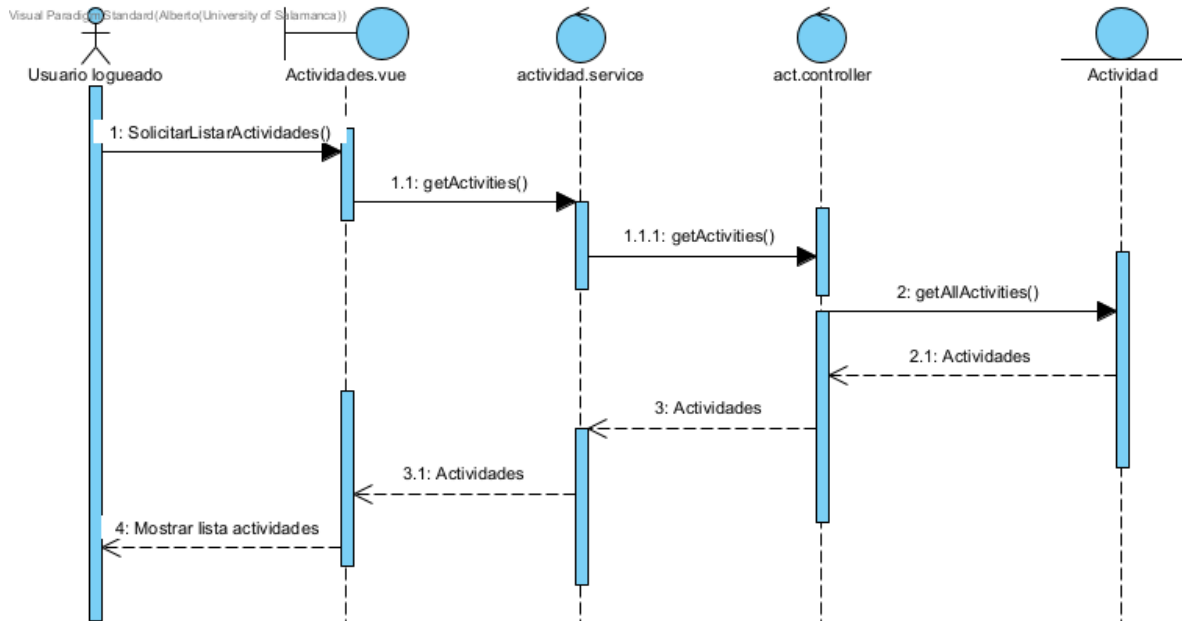 Visual Paradigm Standard(Alberto(University of Salamanca))
Usuario logueado
Actividades.vue
actividad.service
act.controller
Actividad
1: SolicitarListarActividades()
1.1: getActivities()
1.1.1: getActivities()
2: getAllActivities()
2.1: Actividades
3: Actividades
3.1: Actividades
4: Mostrar lista actividades